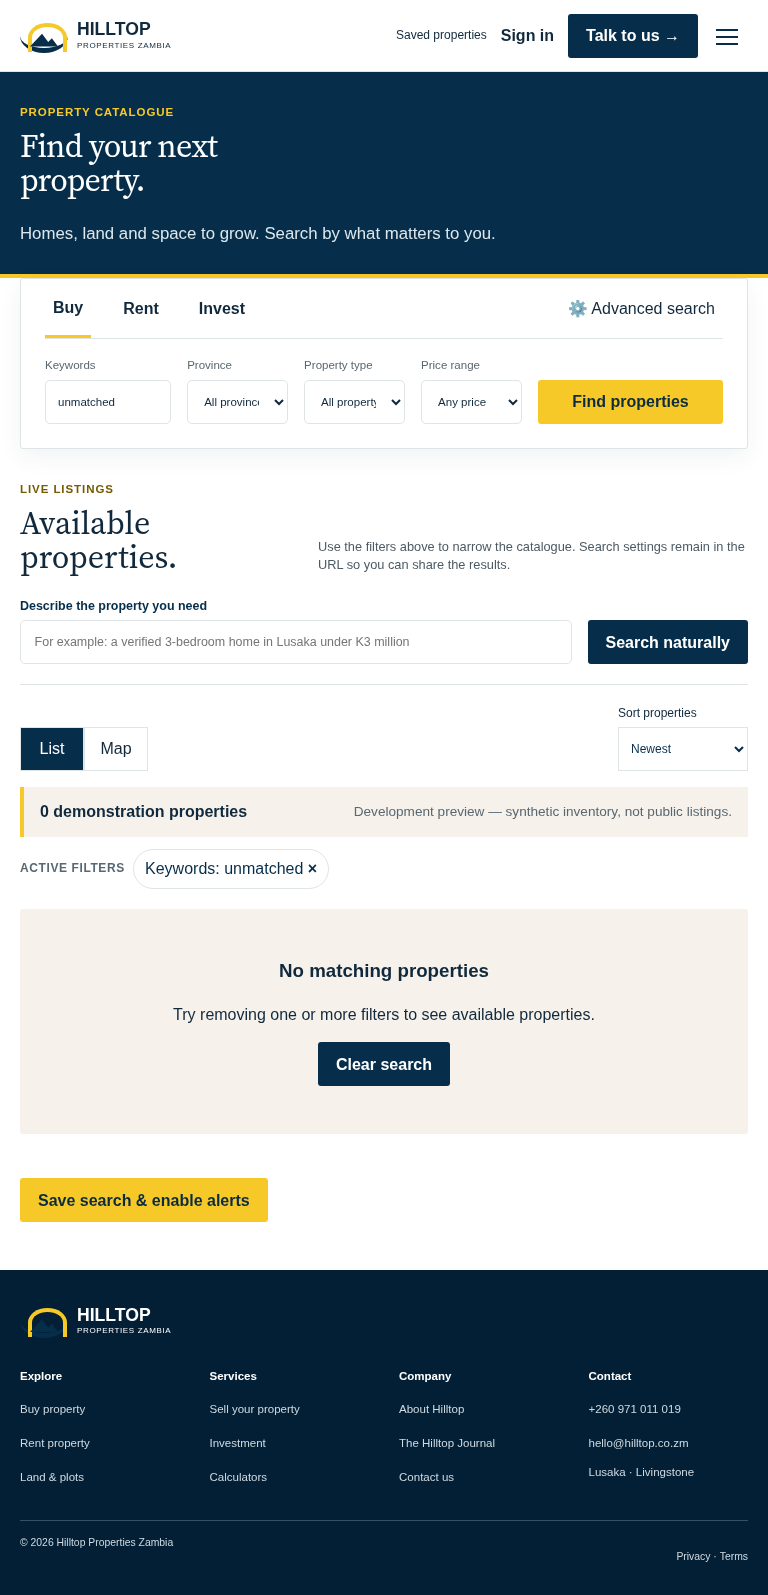 HILLTOP
PROPERTIES ZAMBIA
Saved properties
Sign in
Talk to us →
PROPERTY CATALOGUE
Find your next
property.
Homes, land and space to grow. Search by what matters to you.
Buy
Rent
Invest
⚙️ Advanced search
Keywords
Province
Property type
Price range
unmatched
All provinc
All property
Any price
Find properties
LIVE LISTINGS
Available
properties.
Use the filters above to narrow the catalogue. Search settings remain in the
URL so you can share the results.
Describe the property you need
For example: a verified 3-bedroom home in Lusaka under K3 million
Search naturally
Sort properties
List
Map
Newest
0 demonstration properties
Development preview — synthetic inventory, not public listings.
ACTIVE FILTERS
Keywords: unmatched ×
No matching properties
Try removing one or more filters to see available properties.
Clear search
Save search & enable alerts
HILLTOP
PROPERTIES ZAMBIA
Explore
Buy property
Rent property
Land & plots
Services
Sell your property
Investment
Calculators
Company
About Hilltop
The Hilltop Journal
Contact us
Contact
+260 971 011 019
hello@hilltop.co.zm
Lusaka · Livingstone
© 2026 Hilltop Properties Zambia
Privacy · Terms